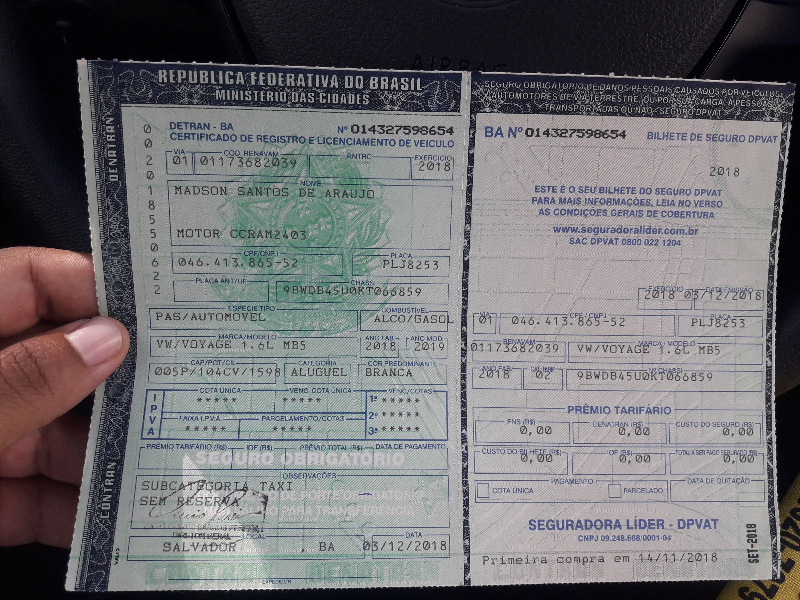 AIRBAG
REPÚBLICA FEDERATIVA DO BRASIL
MINISTÉRIO DAS CIDADES
DENATRAN
CONTRAN
DETRAN - BA Nº 014327598654
CERTIFICADO DE REGISTRO E LICENCIAMENTO DE VEÍCULO
VIA CÓD. RENAVAM RNTRC EXERCÍCIO
01 01173682039 2018
NOME
MADSON SANTOS DE ARAUJO
MOTOR CCRAM2403
CPF/CNPJ PLACA
046.413.865-52 PLJ8253
PLACA ANT/UF CHASSI
9BWDB45U0KT066859
ESPÉCIE TIPO COMBUSTÍVEL
PAS/AUTOMOVEL ALCO/GASOL
MARCA/MODELO ANO FAB. ANO MOD.
VW/VOYAGE 1.6L MB5 2018 2019
CAP/POT/CIL CATEGORIA COR PREDOMINANTE
005P/104CV/1598 ALUGUEL BRANCA
IPVA
COTA ÚNICA VENC. COTA ÚNICA VENC/COTAS
***** ***** 1ª *****
FAIXA I.P.V.A. PARCELAMENTO/COTAS 2ª *****
***** ***** 3ª *****
PRÊMIO TARIFÁRIO (R$) IOF (R$) PRÊMIO TOTAL (R$) DATA DE PAGAMENTO
SEGURO OBRIGATÓRIO
OBSERVAÇÕES
SUBCATEGORIA TAXI
SEM RESERVA
LOCAL DATA
SALVADOR , BA 03/12/2018
EXPEDIDOR
SEGURO OBRIGATÓRIO DE DANOS PESSOAIS CAUSADOS POR VEÍCULOS
AUTOMOTORES DE VIA TERRESTRE, OU POR SUA CARGA, A PESSOAS
TRANSPORTADAS OU NÃO - SEGURO DPVAT
BA Nº 014327598654 BILHETE DE SEGURO DPVAT
2018
ESTE É O SEU BILHETE DO SEGURO DPVAT
PARA MAIS INFORMAÇÕES, LEIA NO VERSO
AS CONDIÇÕES GERAIS DE COBERTURA
www.seguradoralider.com.br
SAC DPVAT 0800 022 1204
EXERCÍCIO DATA EMISSÃO
2018 03/12/2018
VIA CPF / CNPJ PLACA
01 046.413.865-52 PLJ8253
RENAVAM MARCA / MODELO
01173682039 VW/VOYAGE 1.6L MB5
ANO FAB. Nº CHASSI
2018 02 9BWDB45U0KT066859
PRÊMIO TARIFÁRIO
FNS (R$) DENATRAN (R$) CUSTO DO SEGURO (R$)
0,00 0,00 0,00
CUSTO DO BILHETE (R$) IOF (R$) TOTAL A SER PAGO SEGURADO (R$)
0,00 0,00 0,00
PAGAMENTO DATA DE QUITAÇÃO
COTA ÚNICA PARCELADO
SEGURADORA LÍDER - DPVAT
CNPJ 09.248.608/0001-04
SET-2018
Primeira compra em 14/11/2018